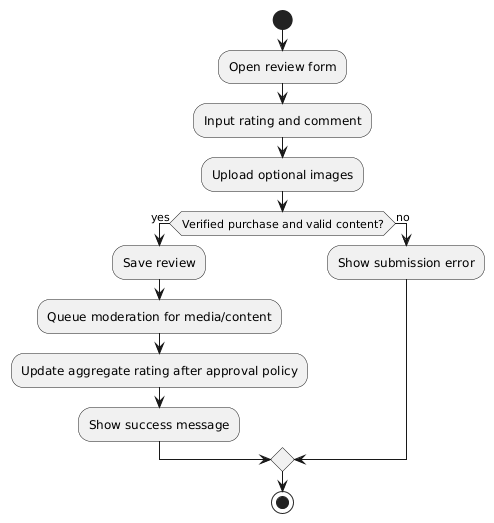 Open review form
Input rating and comment
Upload optional images
yes
Verified purchase and valid content?
no
Save review
Show submission error
Queue moderation for media/content
Update aggregate rating after approval policy
Show success message